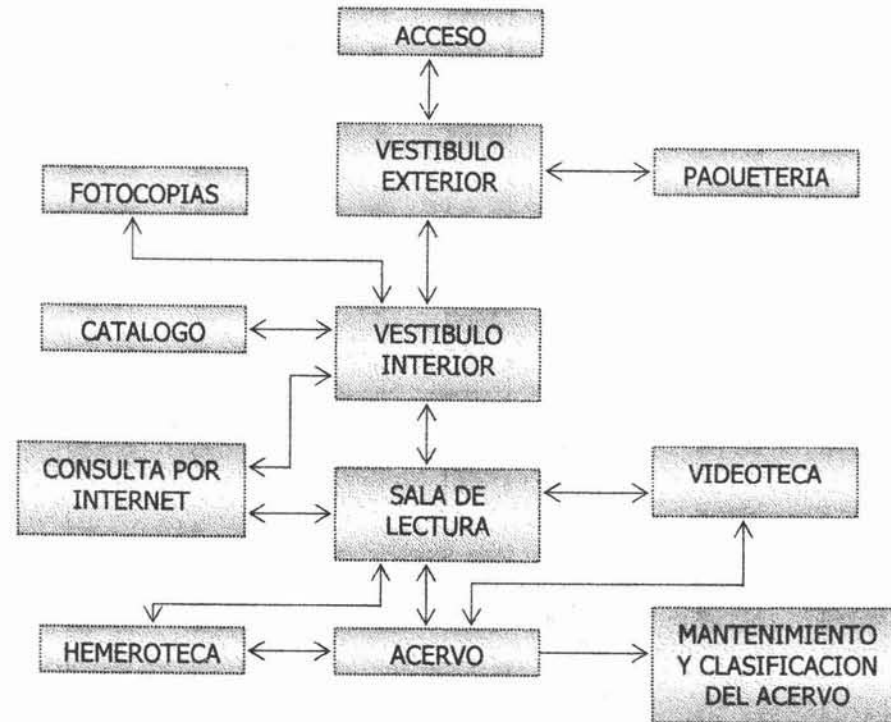 ACCESO
VESTIBULO
EXTERIOR
PAQUETERIA
FOTOCOPIAS
CATALOGO
VESTIBULO
INTERIOR
CONSULTA POR
INTERNET
SALA DE
LECTURA
VIDEOTECA
HEMEROTECA
ACERVO
MANTENIMIENTO
Y CLASIFICACION
DEL ACERVO